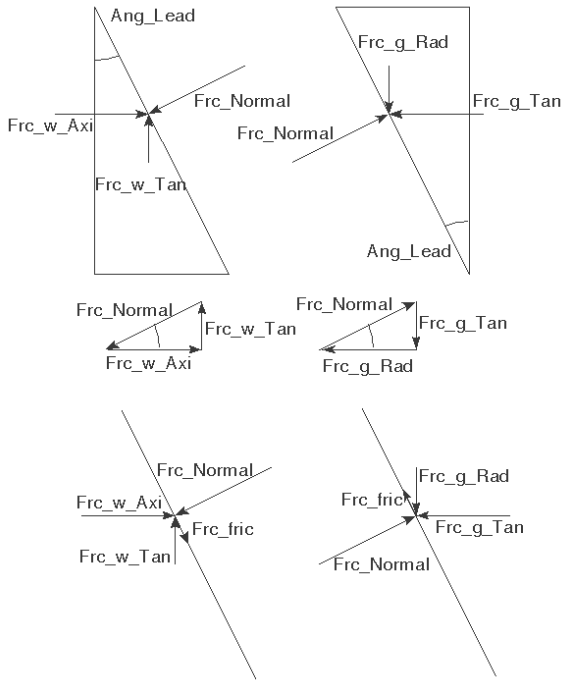 Ang_Lead
Frc_g_Rad
Frc_Normal
Frc_g_Tan
Frc_w_Axi
Frc_Normal
Frc_w_Tan
Ang_Lead
Frc_Normal
Frc_w_Tan
Frc_w_Axi
Frc_Normal
Frc_g_Tan
Frc_g_Rad
Frc_Normal
Frc_w_Axi
Frc_fric
Frc_w_Tan
Frc_g_Rad
Frc_fric
Frc_g_Tan
Frc_Normal